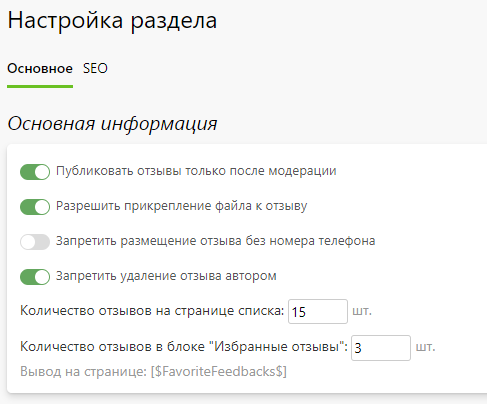 Настройка раздела
Основное SEO
Основная информация
Публиковать отзывы только после модерации
Разрешить прикрепление файла к отзыву
Запретить размещение отзыва без номера телефона
Запретить удаление отзыва автором
Количество отзывов на странице списка: 15 шт.
Количество отзывов в блоке "Избранные отзывы": 3 шт.
Вывод на странице: [$FavoriteFeedbacks$]